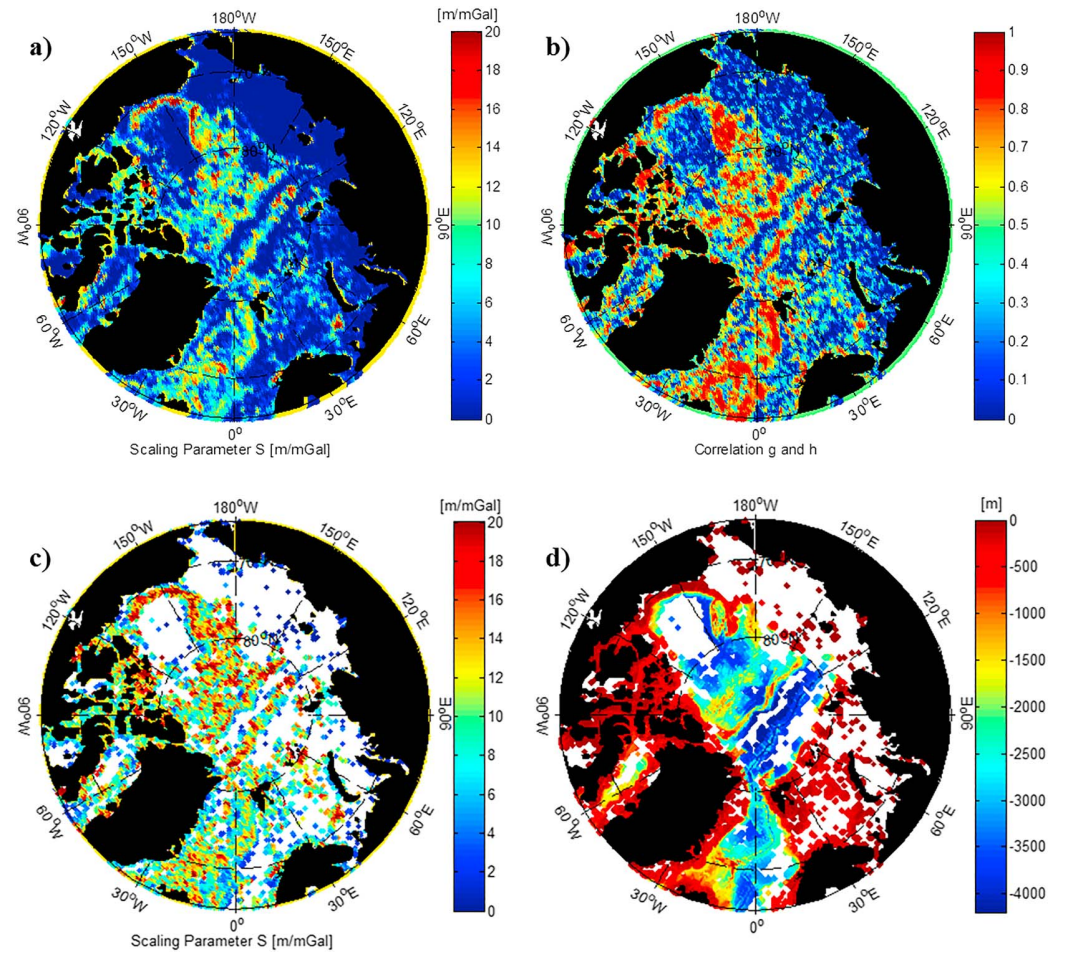 a)
180°W
[m/mGal]
150°W
150°E
120°W
120°E
90°W
90°E
60°W
60°E
30°W
30°E
0°
80°N
20
18
16
14
12
10
8
6
4
2
0
Scaling Parameter S [m/mGal]
b)
180°W
150°W
150°E
120°W
120°E
90°W
90°E
60°W
60°E
30°W
30°E
0°
80°N
1
0.9
0.8
0.7
0.6
0.5
0.4
0.3
0.2
0.1
0
Correlation g and h
c)
180°W
[m/mGal]
150°W
150°E
120°W
120°E
90°W
90°E
60°W
60°E
30°W
30°E
0°
80°N
20
18
16
14
12
10
8
6
4
2
0
Scaling Parameter S [m/mGal]
d)
180°W
[m]
150°W
150°E
120°W
120°E
90°W
90°E
60°W
60°E
30°W
30°E
0°
80°N
0
-500
-1000
-1500
-2000
-2500
-3000
-3500
-4000